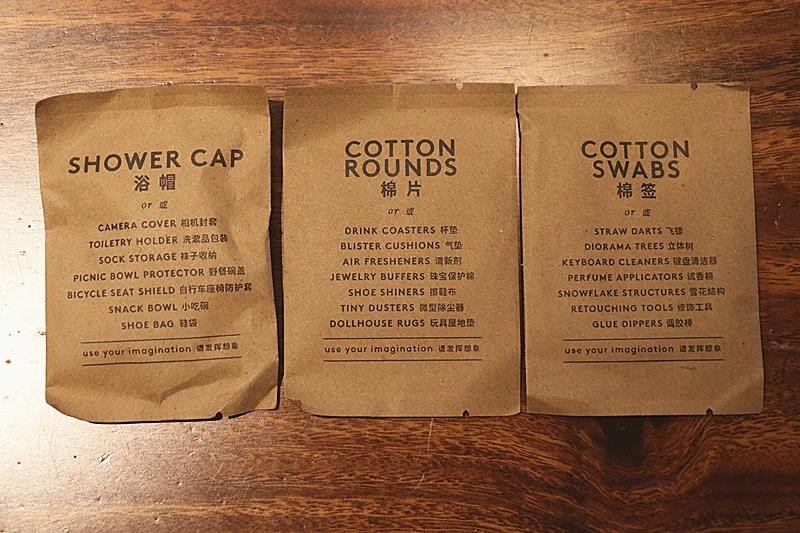 SHOWER CAP
浴帽
or 或
CAMERA COVER 相机封套
TOILETRY HOLDER 洗漱品包装
SOCK STORAGE 袜子收纳
PICNIC BOWL PROTECTOR 野餐碗盖
BICYCLE SEAT SHIELD 自行车座椅防护套
SNACK BOWL 小吃碗
SHOE BAG 鞋袋
use your imagination 请发挥想象
COTTON
ROUNDS
棉片
or 或
DRINK COASTERS 杯垫
BLISTER CUSHIONS 气垫
AIR FRESHENERS 清新剂
JEWELRY BUFFERS 珠宝保护棉
SHOE SHINERS 擦鞋布
TINY DUSTERS 微型除尘器
DOLLHOUSE RUGS 玩具屋地垫
use your imagination 请发挥想象
COTTON
SWABS
棉签
or 或
STRAW DARTS 飞镖
DIORAMA TREES 立体树
KEYBOARD CLEANERS 键盘清洁器
PERFUME APPLICATORS 试香棉
SNOWFLAKE STRUCTURES 雪花结构
RETOUCHING TOOLS 修饰工具
GLUE DIPPERS 调胶棒
use your imagination 请发挥想象